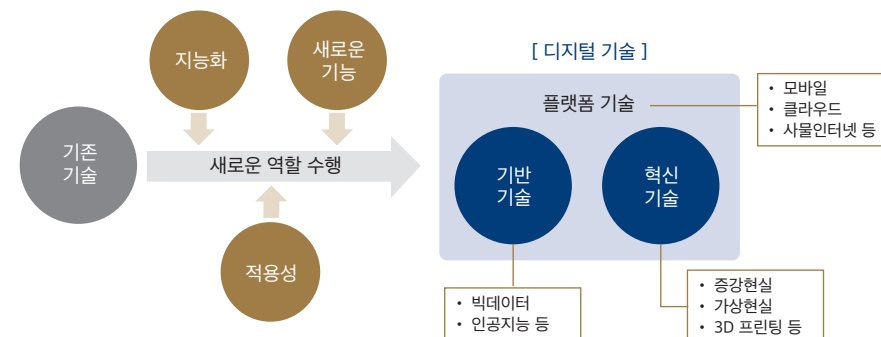 지능화
새로운
기능
기존
기술
새로운 역할 수행
적용성
[ 디지털 기술 ]
플랫폼 기술
• 모바일
• 클라우드
• 사물인터넷 등
기반
기술
혁신
기술
• 빅데이터
• 인공지능 등
• 증강현실
• 가상현실
• 3D 프린팅 등